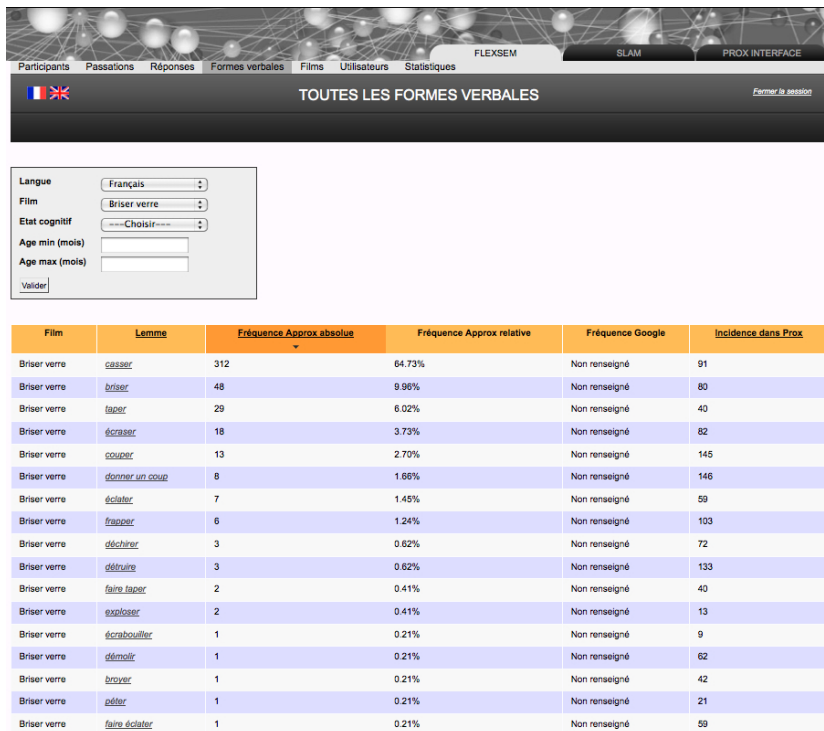 FLEXSEM SLAM PROX INTERFACE
Participants Passations Réponses Formes verbales Films Utilisateurs Statistiques
TOUTES LES FORMES VERBALES Fermer la session
Langue Français
Film Briser verre
Etat cognitif ---Choisir---
Age min (mois)
Age max (mois)
Valider
Film Lemme Fréquence Approx absolue Fréquence Approx relative Fréquence Google Incidence dans Prox
Briser verre casser 312 64.73% Non renseigné 91
Briser verre briser 48 9.96% Non renseigné 80
Briser verre taper 29 6.02% Non renseigné 40
Briser verre écraser 18 3.73% Non renseigné 82
Briser verre couper 13 2.70% Non renseigné 145
Briser verre donner un coup 8 1.66% Non renseigné 146
Briser verre éclater 7 1.45% Non renseigné 59
Briser verre frapper 6 1.24% Non renseigné 103
Briser verre déchirer 3 0.62% Non renseigné 72
Briser verre détruire 3 0.62% Non renseigné 133
Briser verre faire taper 2 0.41% Non renseigné 40
Briser verre exploser 2 0.41% Non renseigné 13
Briser verre écrabouiller 1 0.21% Non renseigné 9
Briser verre démolir 1 0.21% Non renseigné 62
Briser verre broyer 1 0.21% Non renseigné 42
Briser verre péter 1 0.21% Non renseigné 21
Briser verre faire éclater 1 0.21% Non renseigné 59